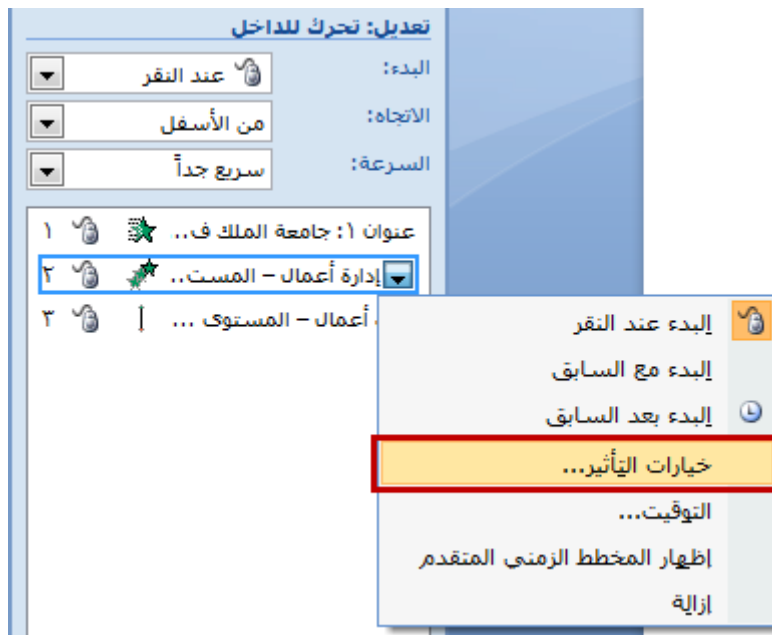 تعديل: تحرك للداخل
البدء:
عند النقر
الاتجاه:
من الأسفل
السرعة:
سريع جداً
عنوان ١: جامعة الملك ف.. ١
إدارة أعمال – المست.. ٢
أعمال – المستوى ... ٣
البدء عند النقر
البدء مع السابق
البدء بعد السابق
خيارات التأثير...
التوقيت...
إظهار المخطط الزمني المتقدم
إزالة